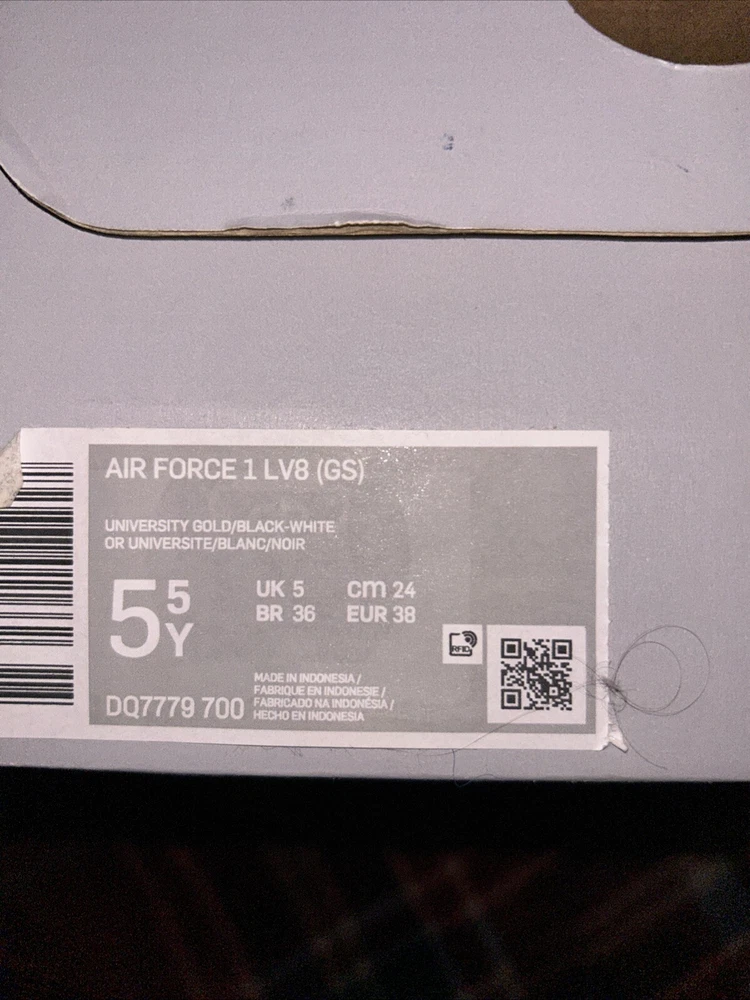 AIR FORCE 1 LV8 (GS)
UNIVERSITY GOLD/BLACK-WHITE
OR UNIVERSITE/BLANC/NOIR
5 5Y
UK 5 cm 24
BR 36 EUR 38
RFID
MADE IN INDONESIA /
FABRIQUE EN INDONESIE /
FABRICADO NA INDONÉSIA /
HECHO EN INDONESIA
DQ7779 700